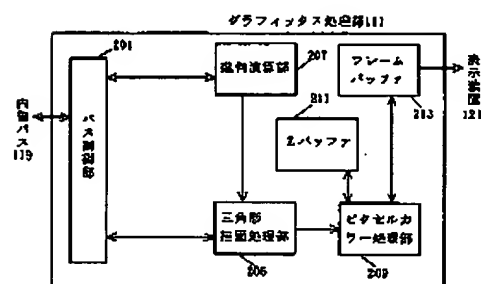 グラフィックス処理部111
201
207
座標演算部
フレーム
バッファ
213
表示装置
121
内部バス
119
バス制御部
211
Zバッファ
三角形
描画処理部
205
ピクセルカ
ラー処理部
209